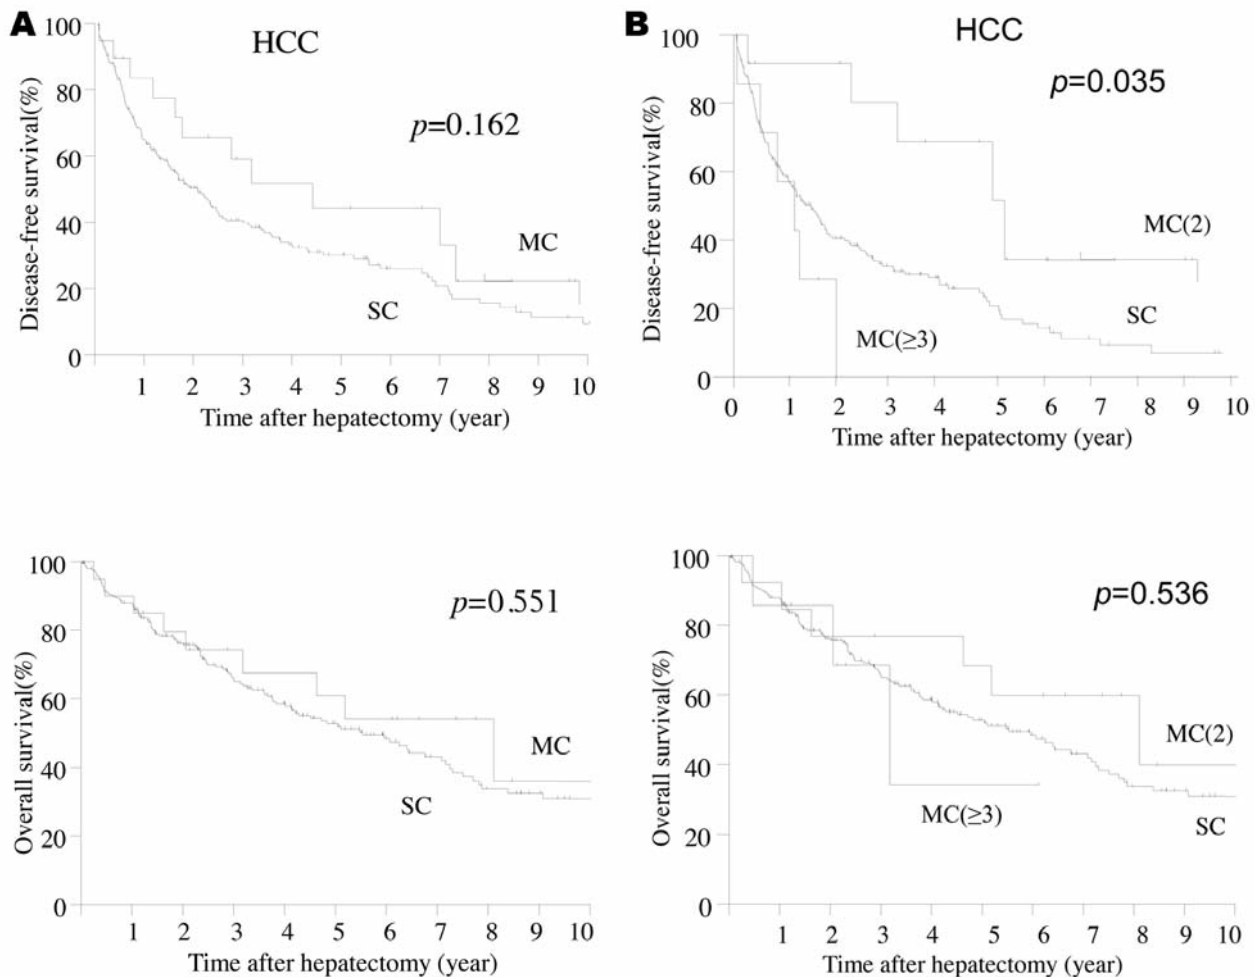 A
HCC
p=0.162
MC
SC
Disease-free survival(%)
100
80
60
40
20
0
1 2 3 4 5 6 7 8 9 10
Time after hepatectomy (year)
B
HCC
p=0.035
MC(2)
SC
MC(≥3)
Disease-free survival(%)
100
80
60
40
20
0
0 1 2 3 4 5 6 7 8 9 10
Time after hepatectomy (year)
p=0.551
MC
SC
Overall survival(%)
100
80
60
40
20
0
1 2 3 4 5 6 7 8 9 10
Time after hepatectomy (year)
p=0.536
MC(2)
MC(≥3)
SC
Overall survival(%)
100
80
60
40
20
0
1 2 3 4 5 6 7 8 9 10
Time after hepatectomy (year)